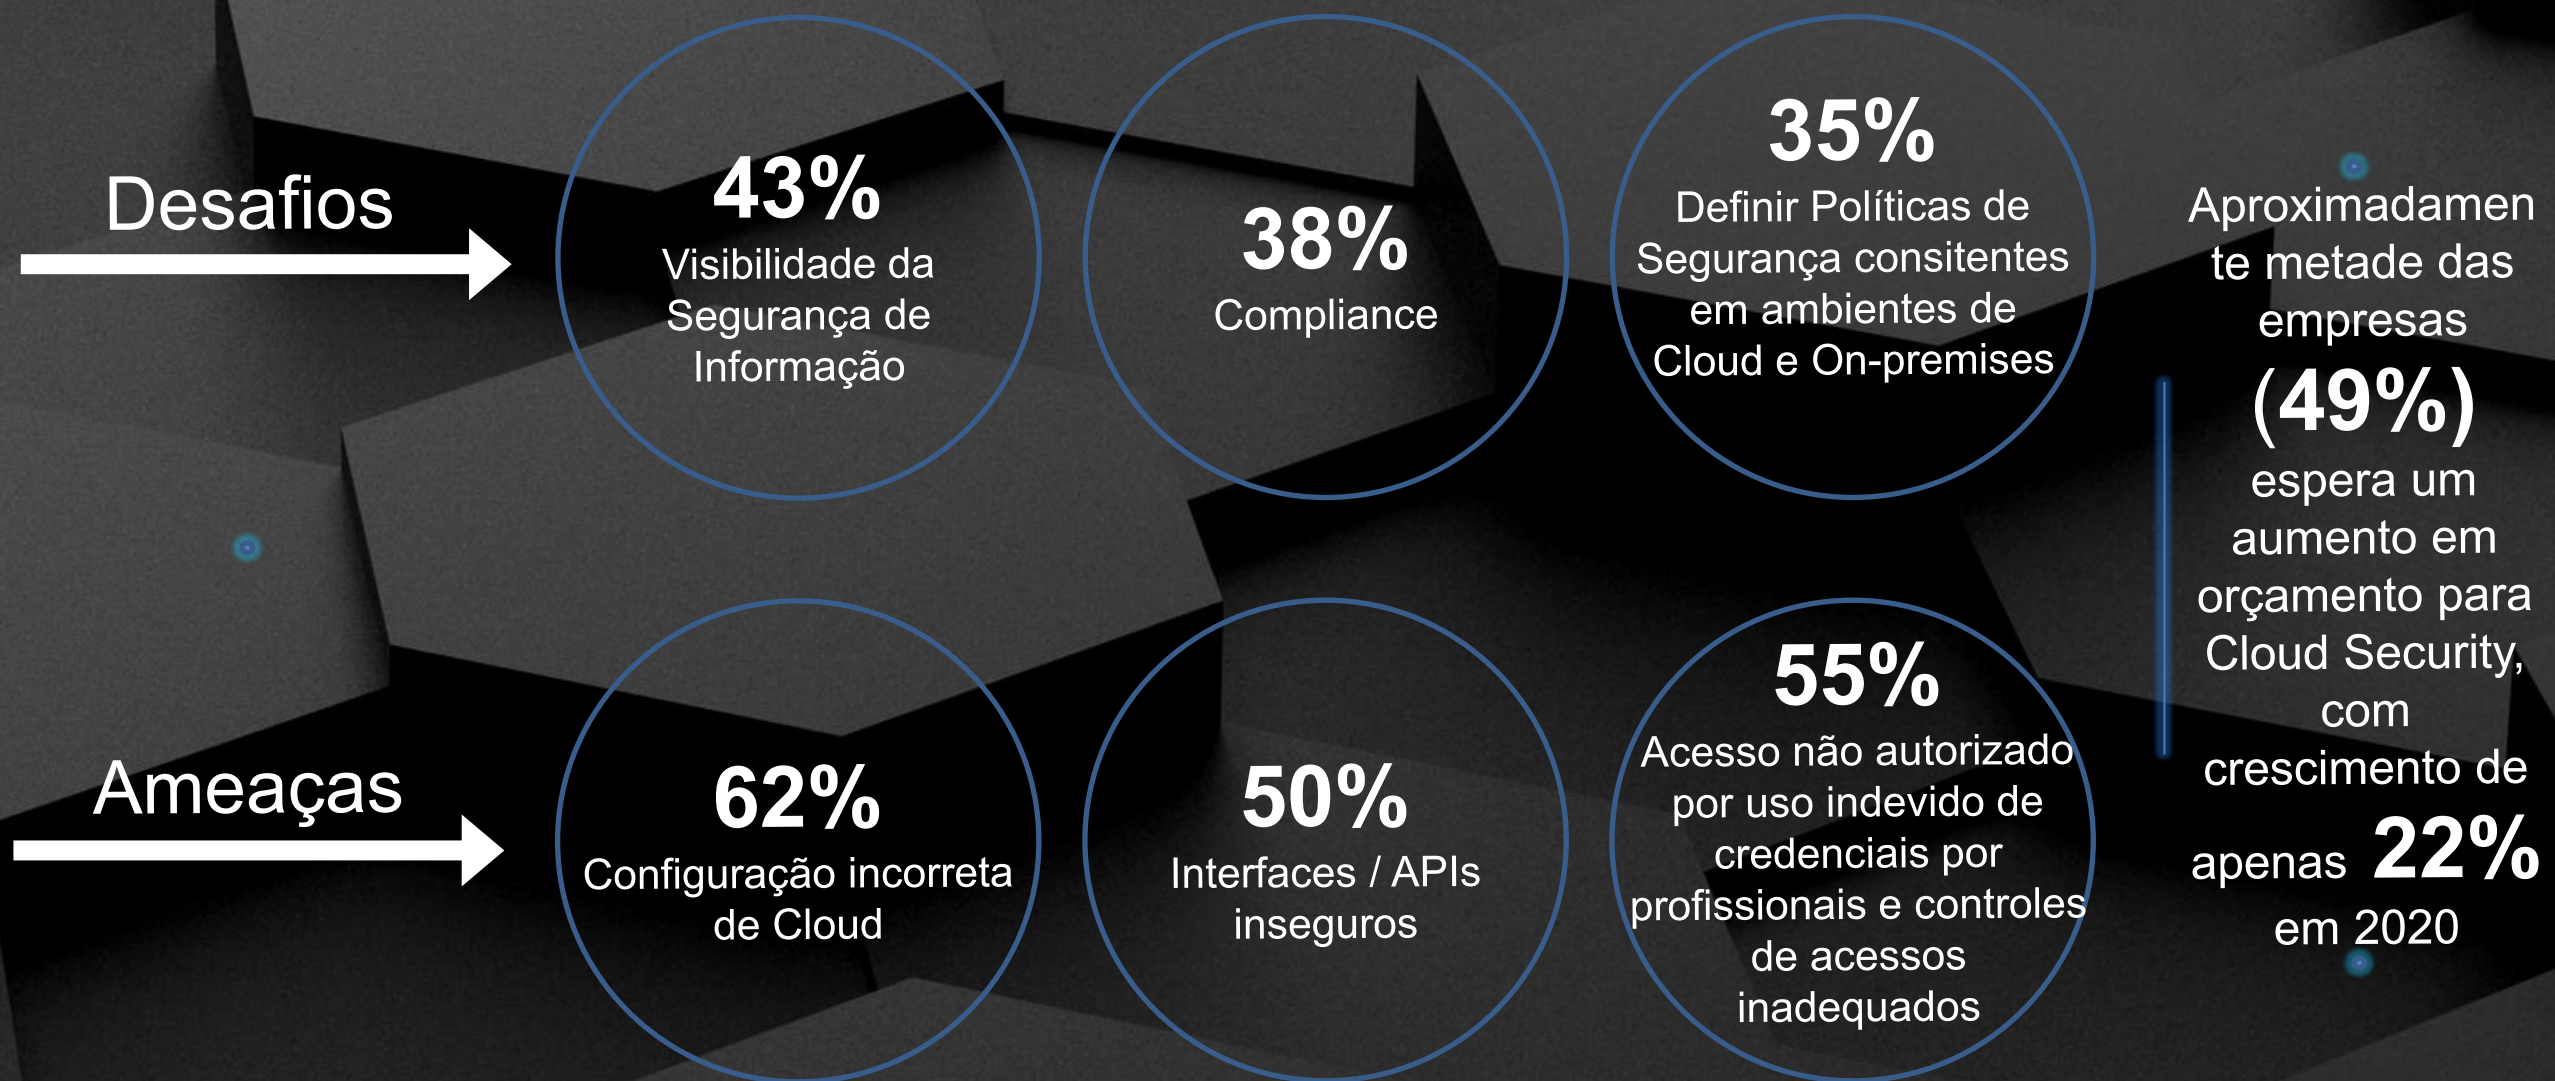 Desafios
43%
Visibilidade da
Segurança de
Informação
38%
Compliance
35%
Definir Políticas de
Segurança consitentes
em ambientes de
Cloud e On-premises
Ameaças
62%
Configuração incorreta
de Cloud
50%
Interfaces / APIs
inseguros
55%
Acesso não autorizado
por uso indevido de
credenciais por
profissionais e controles
de acessos
inadequados
Aproximadamen
te metade das
empresas
(49%)
espera um
aumento em
orçamento para
Cloud Security,
com
crescimento de
apenas 22%
em 2020